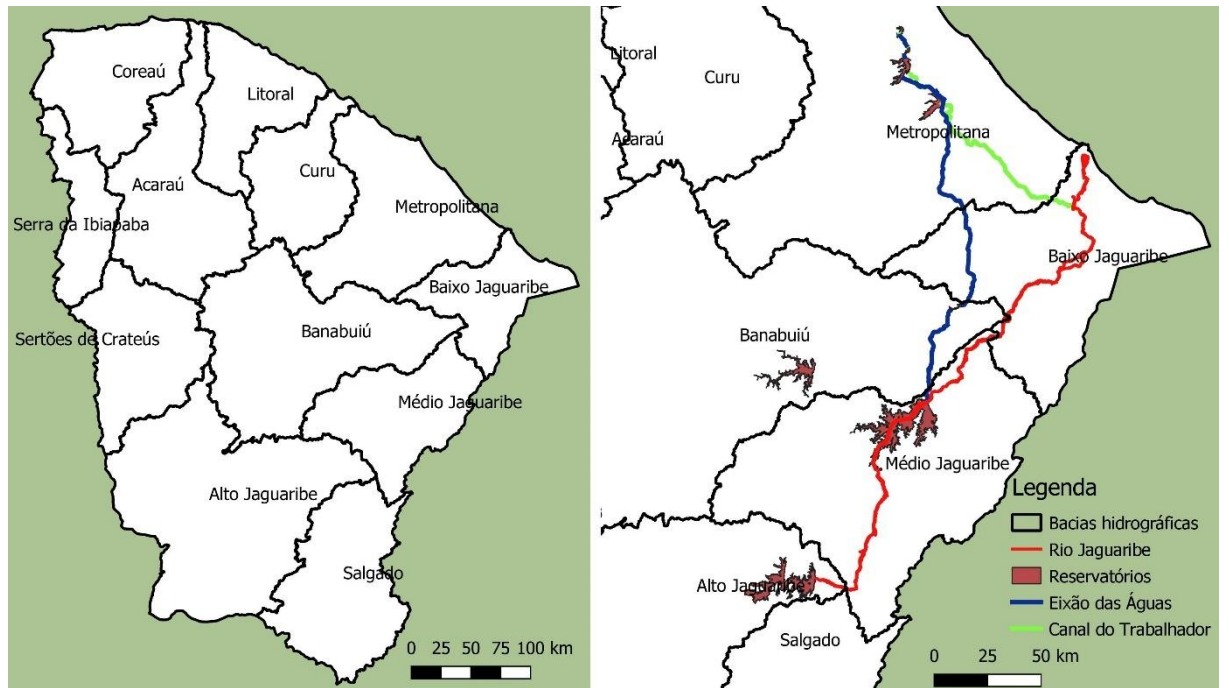 Coreaú
Litoral
Curu
Acaraú
Metropolitana
Serra da Ibiapaba
Baixo Jaguaribe
Banabuiú
Sertões de Crateús
Médio Jaguaribe
Alto Jaguaribe
Salgado
0 25 50 75 100 km
Litoral
Curu
Acaraú
Metropolitana
Baixo Jaguaribe
Banabuiú
Médio Jaguaribe
Alto Jaguaribe
Salgado
Legenda
Bacias hidrográficas
Rio Jaguaribe
Reservatórios
Eixão das Águas
Canal do Trabalhador
0 25 50 km